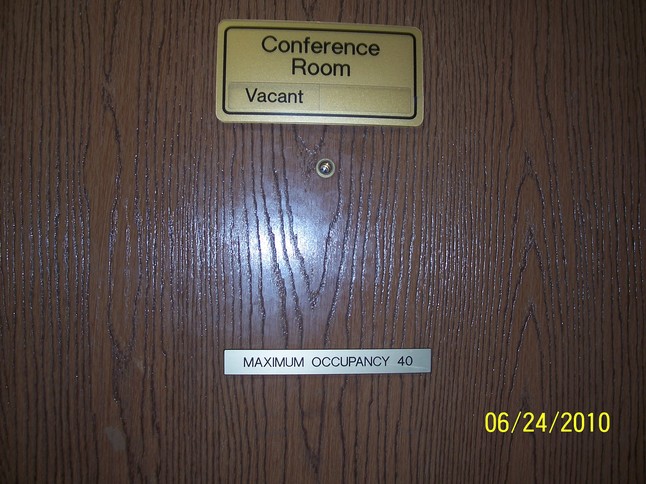 Conference
Room
Vacant
MAXIMUM OCCUPANCY 40
06/24/2010